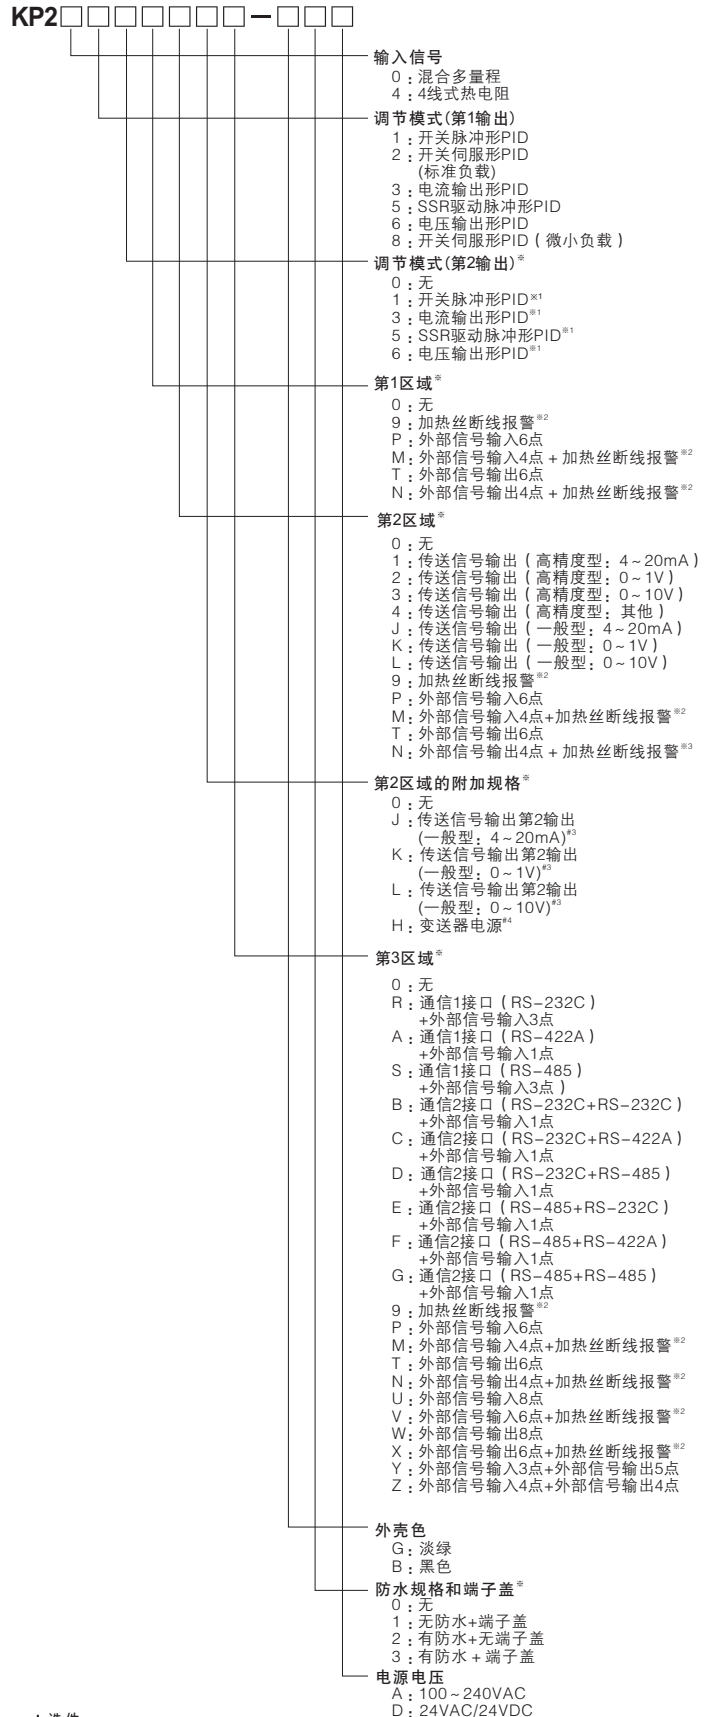 KP2□□□□□□□-□□□
输入信号
0：混合多量程
4：4线式热电阻
调节模式(第1输出)
1：开关脉冲形PID
2：开关伺服形PID
(标准负载)
3：电流输出形PID
5：SSR驱动脉冲形PID
6：电压输出形PID
8：开关伺服形PID（微小负载）
调节模式(第2输出)※
0：无
1：开关脉冲形PID※1
3：电流输出形PID※1
5：SSR驱动脉冲形PID※1
6：电压输出形PID※1
第1区域※
0：无
9：加热丝断线报警※2
P：外部信号输入6点
M：外部信号输入4点＋加热丝断线报警※2
T：外部信号输出6点
N：外部信号输出4点＋加热丝断线报警※2
第2区域※
0：无
1：传送信号输出（高精度型：4~20mA）
2：传送信号输出（高精度型：0~1V）
3：传送信号输出（高精度型：0~10V）
4：传送信号输出（高精度型：其他）
J：传送信号输出（一般型：4~20mA）
K：传送信号输出（一般型：0~1V）
L：传送信号输出（一般型：0~10V）
9：加热丝断线报警※2
P：外部信号输入6点
M：外部信号输入4点+加热丝断线报警※2
T：外部信号输出6点
N：外部信号输出4点＋加热丝断线报警※3
第2区域的附加规格※
0：无
J：传送信号输出第2输出
(一般型：4~20mA)#3
K：传送信号输出第2输出
(一般型：0~1V)#3
L：传送信号输出第2输出
(一般型：0~10V)#3
H：变送器电源#4
第3区域※
0：无
R：通信1接口（RS-232C）
+外部信号输入3点
A：通信1接口（RS-422A）
+外部信号输入1点
S：通信1接口（RS-485）
+外部信号输入3点）
B：通信2接口（RS-232C+RS-232C）
+外部信号输入1点
C：通信2接口（RS-232C+RS-422A）
+外部信号输入1点
D：通信2接口（RS-232C+RS-485）
+外部信号输入1点
E：通信2接口（RS-485+RS-232C）
+外部信号输入1点
F：通信2接口（RS-485+RS-422A）
+外部信号输入1点
G：通信2接口（RS-485+RS-485）
+外部信号输入1点
9：加热丝断线报警※2
P：外部信号输入6点
M：外部信号输入4点+加热丝断线报警※2
T：外部信号输出6点
N：外部信号输出4点+加热丝断线报警※2
U：外部信号输入8点
V：外部信号输入6点+加热丝断线报警※2
W：外部信号输出8点
X：外部信号输出6点+加热丝断线报警※2
Y：外部信号输入3点+外部信号输出5点
Z：外部信号输入4点+外部信号输出4点
外壳色
G：淡绿
B：黑色
防水规格和端子盖※
0：无
1：无防水+端子盖
2：有防水+无端子盖
3：有防水＋端子盖
电源电压
A：100~240VAC
D：24VAC/24VDC